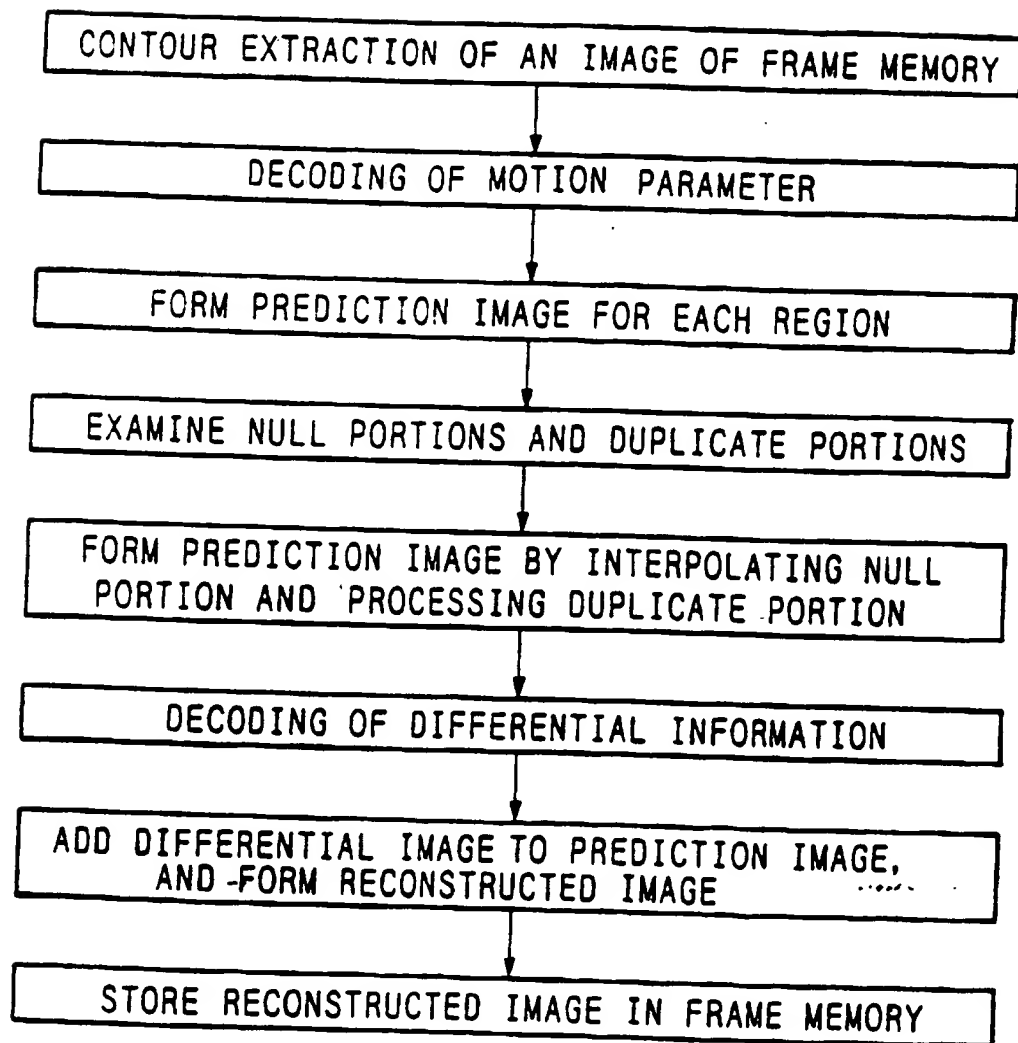 CONTOUR EXTRACTION OF AN IMAGE OF FRAME MEMORY
DECODING OF MOTION PARAMETER
FORM PREDICTION IMAGE FOR EACH REGION
EXAMINE NULL PORTIONS AND DUPLICATE PORTIONS
FORM PREDICTION IMAGE BY INTERPOLATING NULL
PORTION AND PROCESSING DUPLICATE PORTION
DECODING OF DIFFERENTIAL INFORMATION
ADD DIFFERENTIAL IMAGE TO PREDICTION IMAGE,
AND FORM RECONSTRUCTED IMAGE
STORE RECONSTRUCTED IMAGE IN FRAME MEMORY